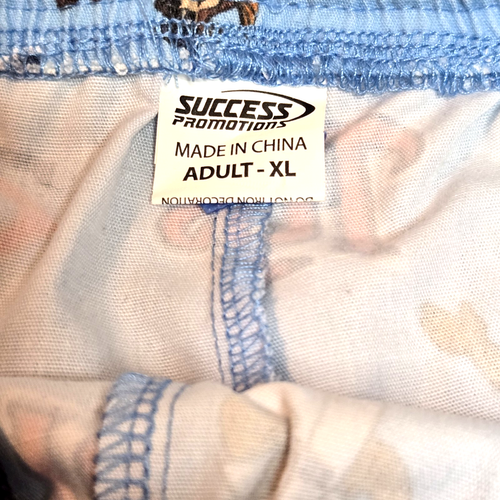 SUCCESS
PROMOTIONS
MADE IN CHINA
ADULT - XL
DO NOT IRON DECORATION